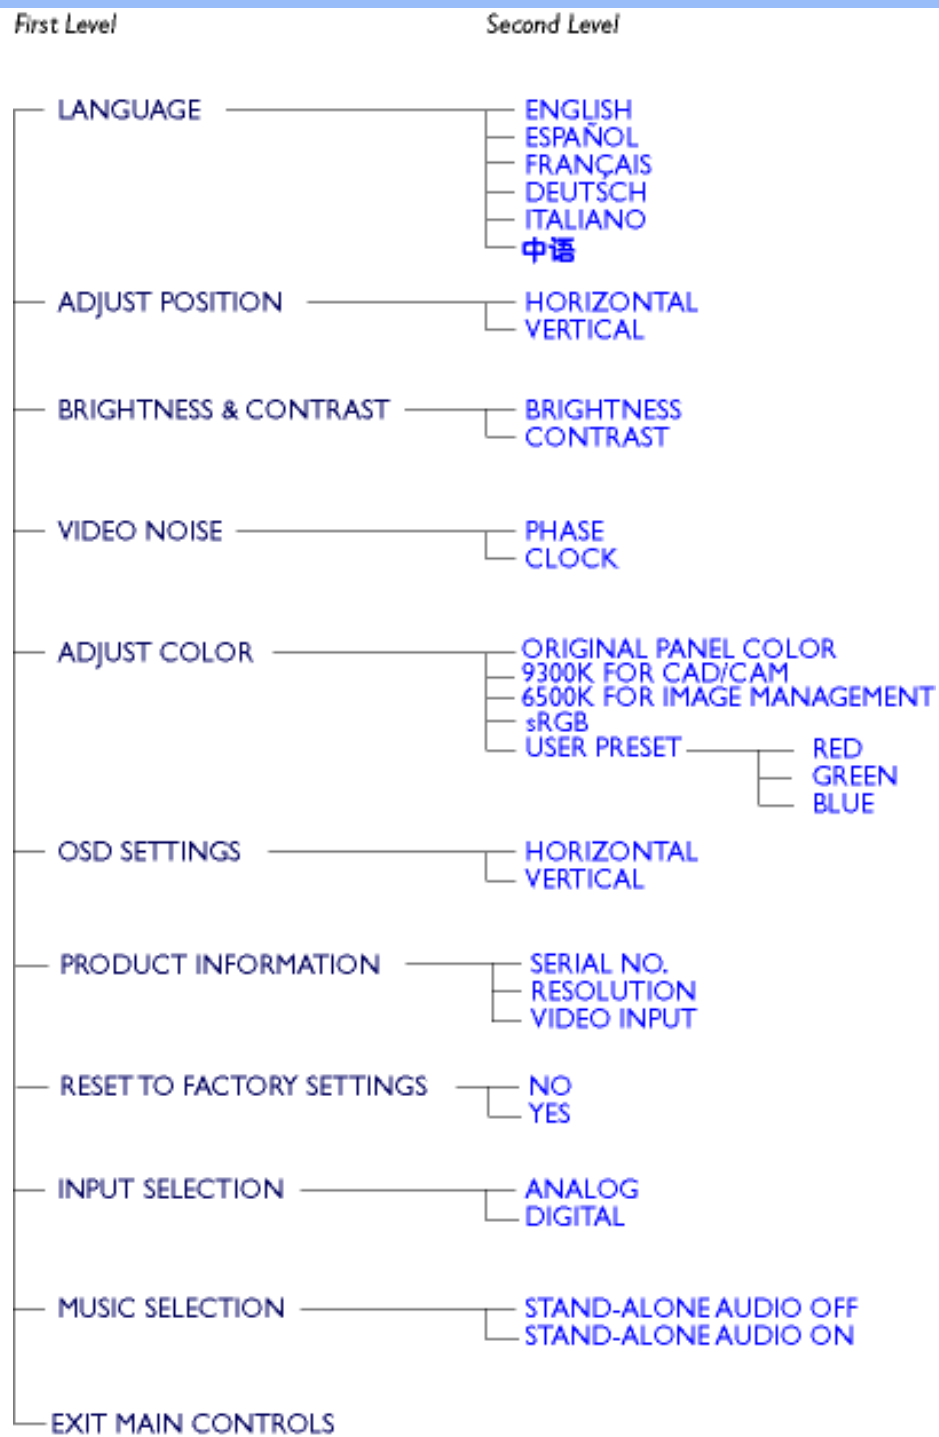 First Level
Second Level
LANGUAGE
ENGLISH
ESPAÑOL
FRANÇAIS
DEUTSCH
ITALIANO
中语
ADJUST POSITION
HORIZONTAL
VERTICAL
BRIGHTNESS & CONTRAST
BRIGHTNESS
CONTRAST
VIDEO NOISE
PHASE
CLOCK
ADJUST COLOR
ORIGINAL PANEL COLOR
9300K FOR CAD/CAM
6500K FOR IMAGE MANAGEMENT
sRGB
USER PRESET
RED
GREEN
BLUE
OSD SETTINGS
HORIZONTAL
VERTICAL
PRODUCT INFORMATION
SERIAL NO.
RESOLUTION
VIDEO INPUT
RESET TO FACTORY SETTINGS
NO
YES
INPUT SELECTION
ANALOG
DIGITAL
MUSIC SELECTION
STAND-ALONE AUDIO OFF
STAND-ALONE AUDIO ON
EXIT MAIN CONTROLS